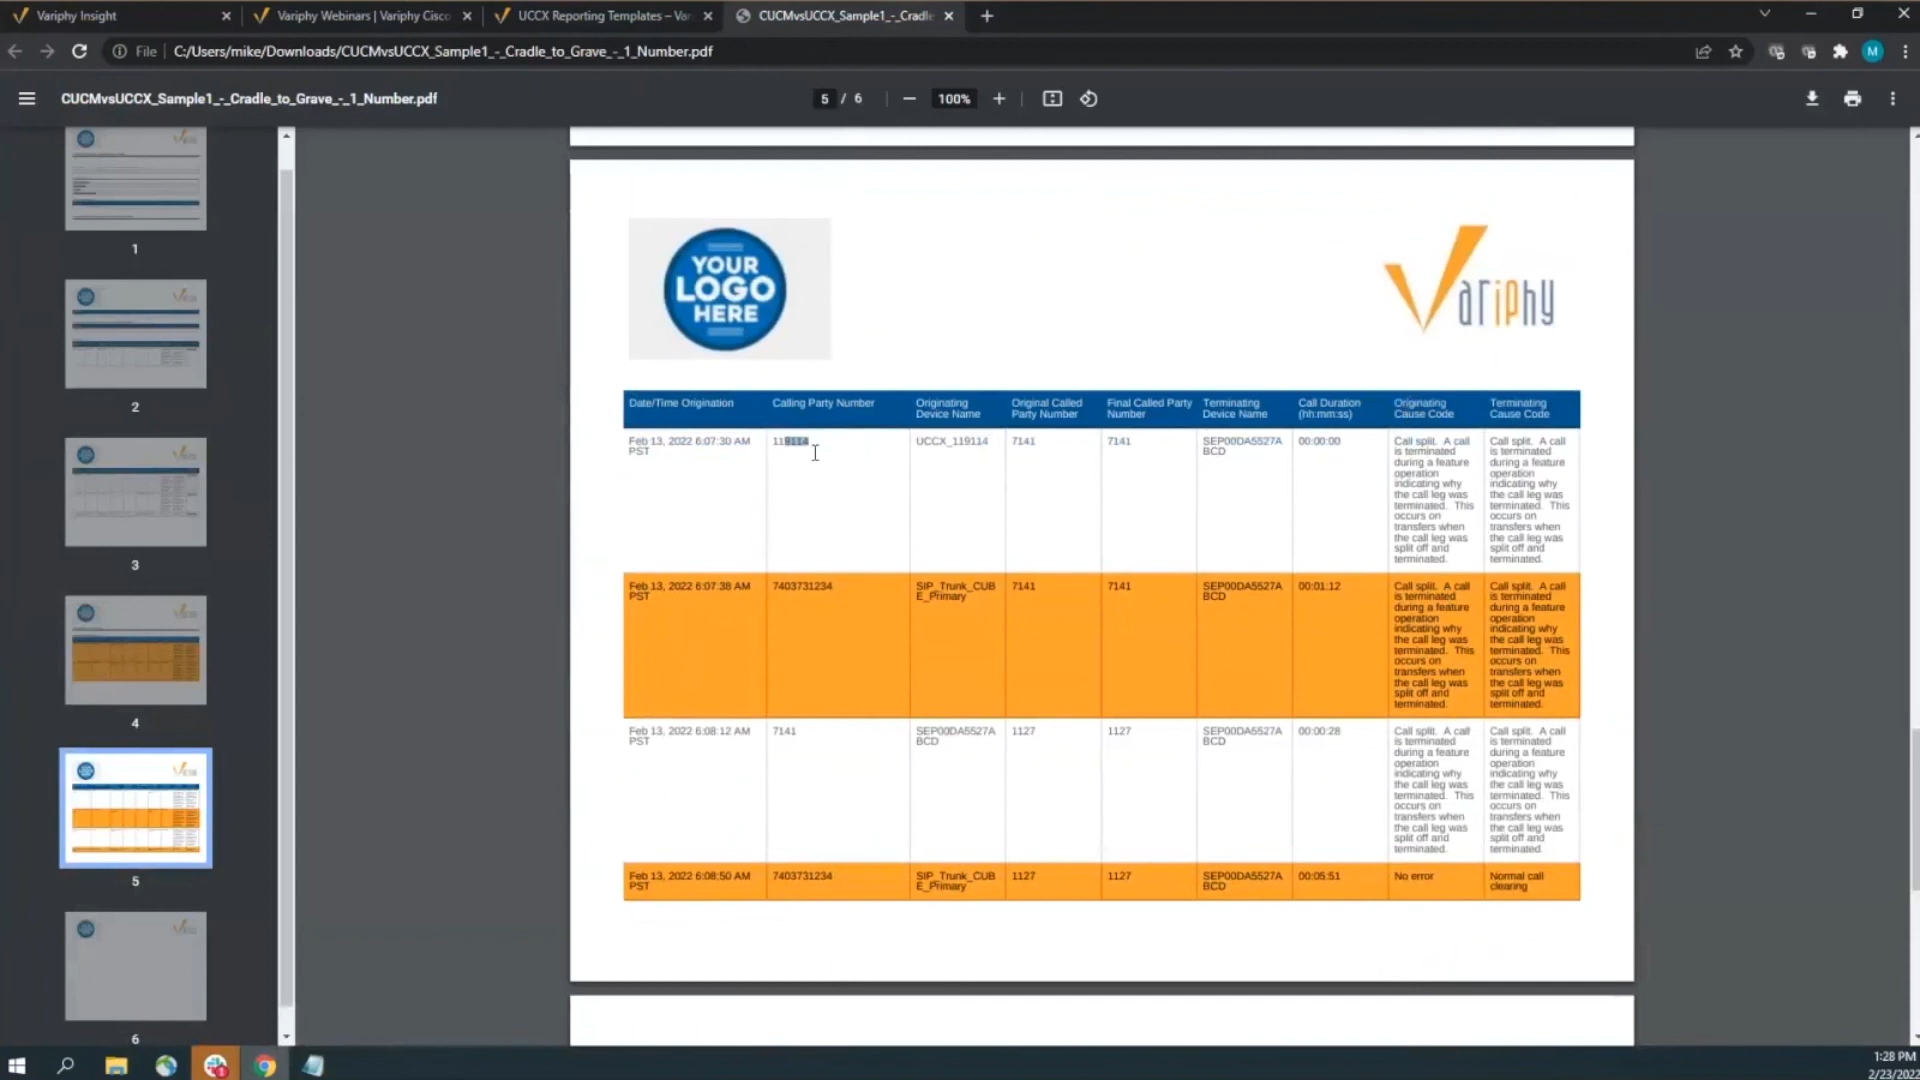 Variphy Insight
Variphy Webinars | Variphy Cisco
UCCX Reporting Templates – Var
CUCMvsUCCX_Sample1_-_Cradle
File
C:/Users/mike/Downloads/CUCMvsUCCX_Sample1_-_Cradle_to_Grave_-_1_Number.pdf
M
CUCMvsUCCX_Sample1_-_Cradle_to_Grave_-_1_Number.pdf
5 / 6
100%
1
2
3
4
5
6
YOUR
LOGO
HERE
Variphy
Date/Time Origination
Calling Party Number
Originating
Device Name
Original Called
Party Number
Final Called Party
Number
Terminating
Device Name
Call Duration
(hh:mm:ss)
Originating
Cause Code
Terminating
Cause Code
Feb 13, 2022 6:07:30 AM
PST
119114
UCCX_119114
7141
7141
SEP00DA5527A
BCD
00:00:00
Call split. A call
is terminated
during a feature
operation
indicating why
the call leg was
terminated. This
occurs on
transfers when
the call leg was
split off and
terminated.
Call split. A call
is terminated
during a feature
operation
indicating why
the call leg was
terminated. This
occurs on
transfers when
the call leg was
split off and
terminated.
Feb 13, 2022 6:07:38 AM
PST
7403731234
SIP_Trunk_CUB
E_Primary
7141
7141
SEP00DA5527A
BCD
00:01:12
Call split. A call
is terminated
during a feature
operation
indicating why
the call leg was
terminated. This
occurs on
transfers when
the call leg was
split off and
terminated.
Call split. A call
is terminated
during a feature
operation
indicating why
the call leg was
terminated. This
occurs on
transfers when
the call leg was
split off and
terminated.
Feb 13, 2022 6:08:12 AM
PST
7141
SEP00DA5527A
BCD
1127
1127
SEP00DA5527A
BCD
00:00:28
Call split. A call
is terminated
during a feature
operation
indicating why
the call leg was
terminated. This
occurs on
transfers when
the call leg was
split off and
terminated.
Call split. A call
is terminated
during a feature
operation
indicating why
the call leg was
terminated. This
occurs on
transfers when
the call leg was
split off and
terminated.
Feb 13, 2022 6:08:50 AM
PST
7403731234
SIP_Trunk_CUB
E_Primary
1127
1127
SEP00DA5527A
BCD
00:05:51
No error
Normal call
clearing
1:28 PM
2/23/2022